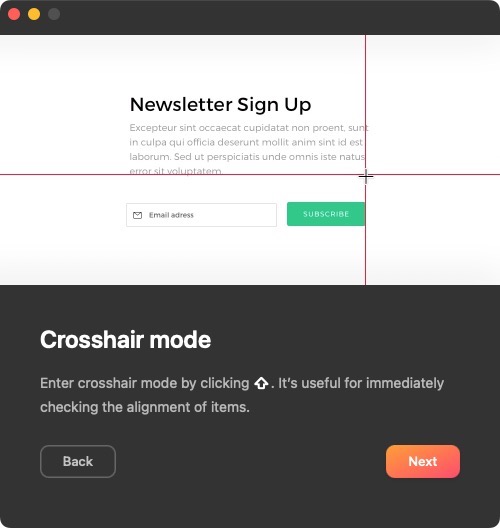 Newsletter Sign Up
Excepteur sint occaecat cupidatat non proent, sunt
in culpa qui officia deserunt mollit anim sint id est
laborum. Sed ut perspiciatis unde omnis iste natus
error sit voluptatem
Email adress
SUBSCRIBE
Crosshair mode
Enter crosshair mode by clicking ⇧. It's useful for immediately
checking the alignment of items.
Back
Next